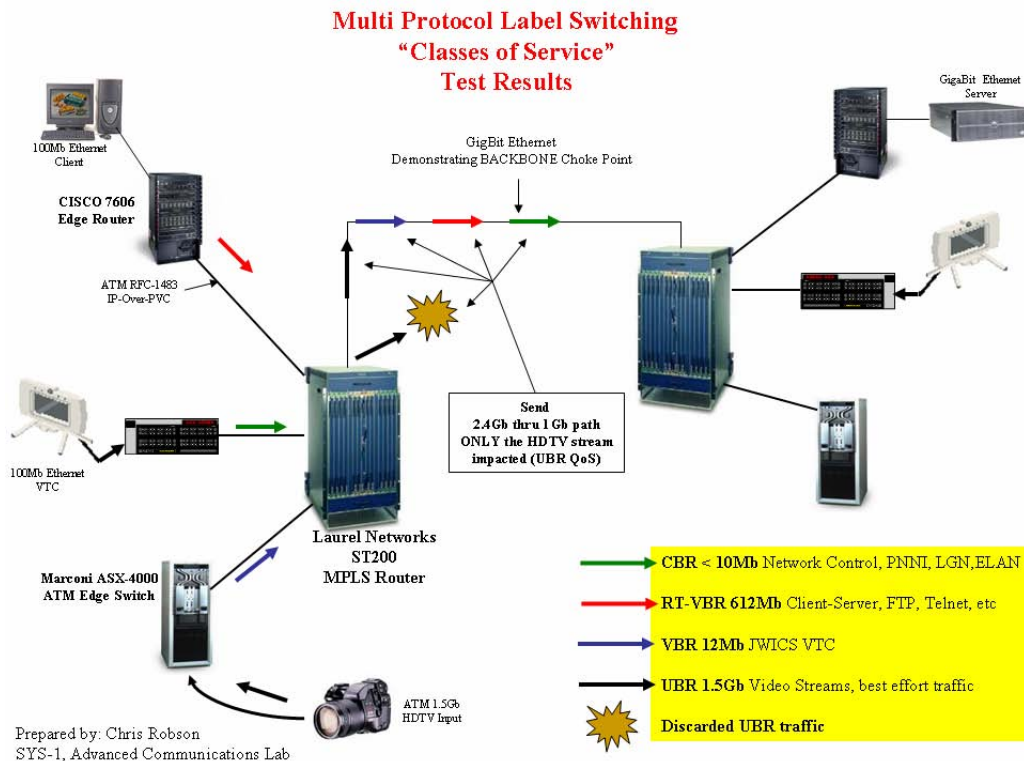 Multi Protocol Label Switching
“Classes of Service”
Test Results
100Mb Ethernet
Client
GigaBit Ethernet
Server
GigBit Ethernet
Demonstrating BACKBONE Choke Point
CISCO 7606
Edge Router
ATM RFC-1483
IP-Over-PVC
Send
2.4Gb thru 1Gb path
ONLY the HDTV stream
impacted (UBR QoS)
100Mb Ethernet
VTC
Laurel Networks
ST200
MPLS Router
Marconi ASX-4000
ATM Edge Switch
ATM 1.5Gb
HDTV Input
CBR < 10Mb Network Control, PNNI, LGN,ELAN
RT-VBR 612Mb Client-Server, FTP, Telnet, etc
VBR 12Mb JWICS VTC
UBR 1.5Gb Video Streams, best effort traffic
Discarded UBR traffic
Prepared by: Chris Robson
SYS-1, Advanced Communications Lab